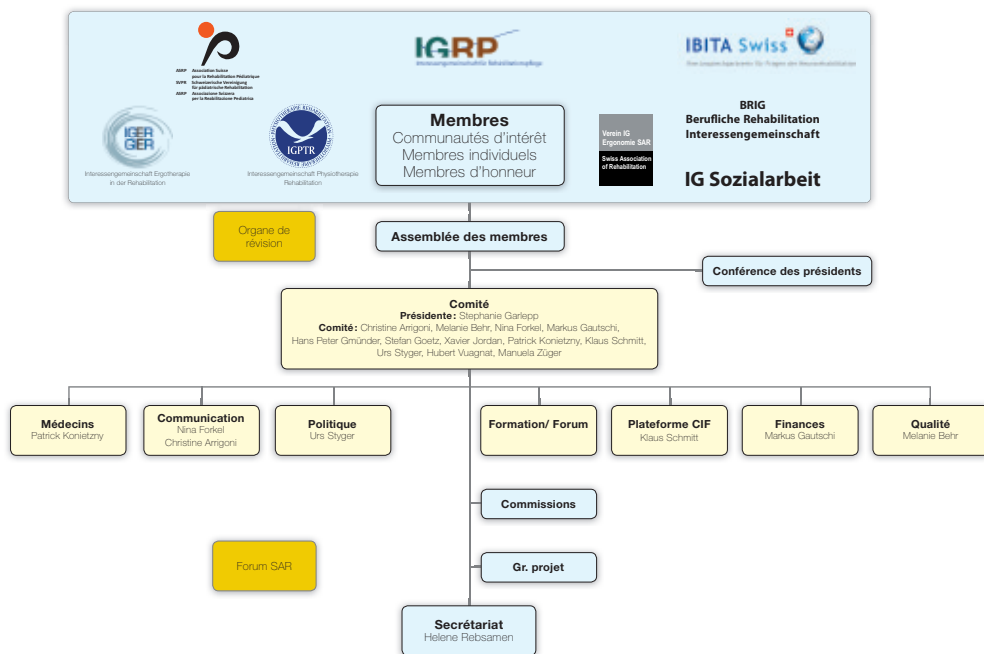 ASRP Association Suisse
pour la Rehabilitation Pédiatrique
SVPR Schweizerische Vereinigung
für pädiatrische Rehabilitation
ASRP Associazione Svizzera
per la Reabilitazione Pediatrica
IGRP
Interessengemeinschaft für Rehabilitationspflege
IBITA Swiss
IGER
GER
Interessengemeinschaft Ergotherapie
in der Rehabilitation
IGPTR
Interessengemeinschaft Physiotherapie
Rehabilitation
Membres
Communautés d'intérêt
Membres individuels
Membres d'honneur
Verein IG
Ergonomie SAR
Swiss Association
of Rehabilitation
BRIG
Berufliche Rehabilitation
Interessengemeinschaft
IG Sozialarbeit
Organe de
révision
Assemblée des membres
Conférence des présidents
Comité
Présidente: Stephanie Garlepp
Comité: Christine Arrigoni, Melanie Behr, Nina Forkel, Markus Gautschi,
Hans Peter Gmünder, Stefan Goetz, Xavier Jordan, Patrick Konietzny, Klaus Schmitt,
Urs Styger, Hubert Vuagnat, Manuela Züger
Médecins
Patrick Konietzny
Communication
Nina Forkel
Christine Arrigoni
Politique
Urs Styger
Formation/ Forum
Plateforme CIF
Klaus Schmitt
Finances
Markus Gautschi
Qualité
Melanie Behr
Commissions
Forum SAR
Gr. projet
Secrétariat
Helene Rebsamen